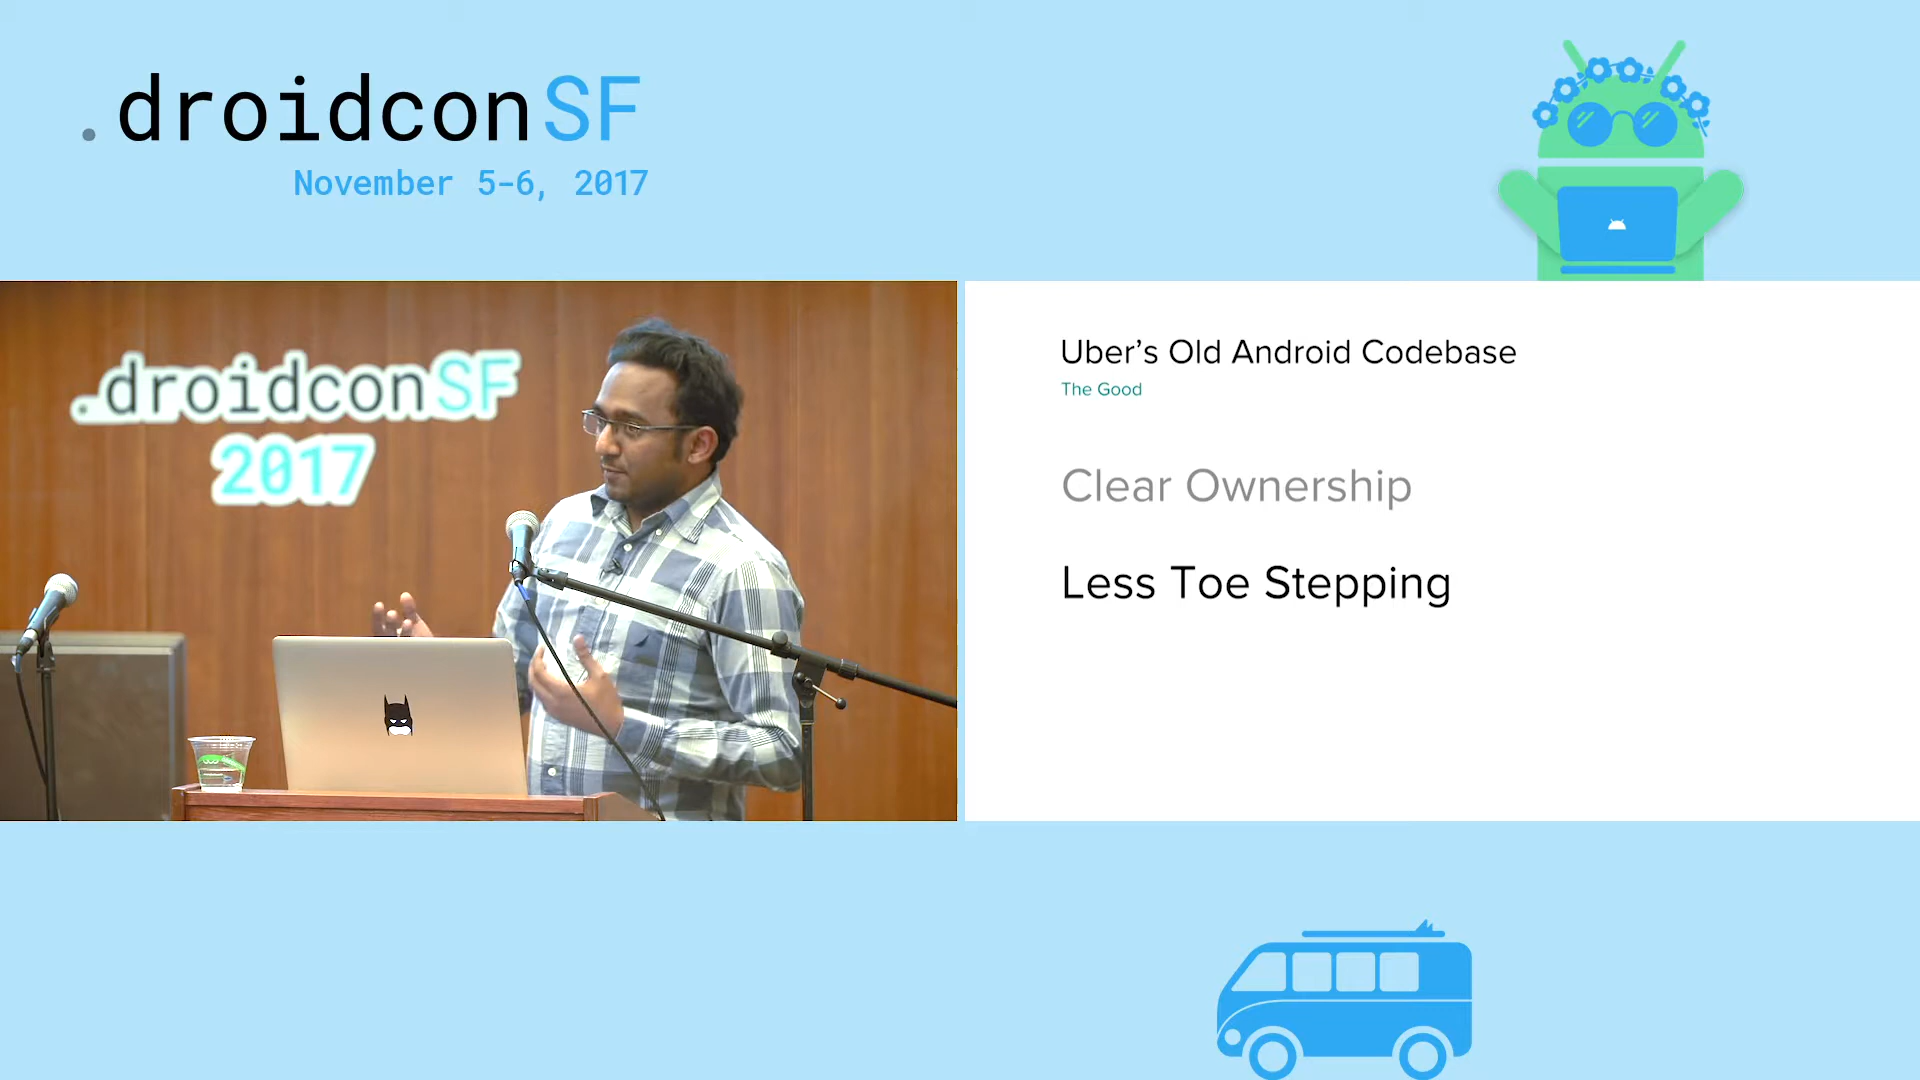 .droidconSF
November 5-6, 2017
.droidconSF
2017
Uber's Old Android Codebase
The Good
Clear Ownership
Less Toe Stepping